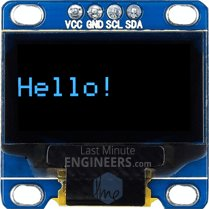 VCC GND SCL SDA
Hello!
Last Minute
ENGINEERS.com